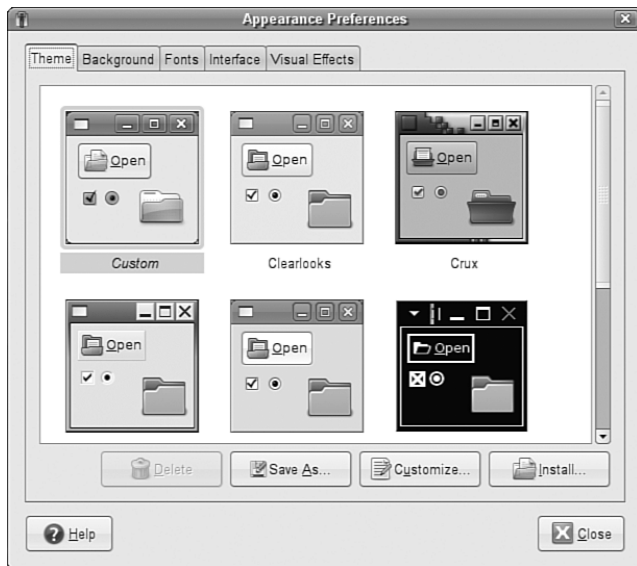 Appearance Preferences
Theme Background Fonts Interface Visual Effects
Open Open Open
Custom Clearlooks Crux
Open Open Open
Delete Save As... Customize... Install...
Help Close